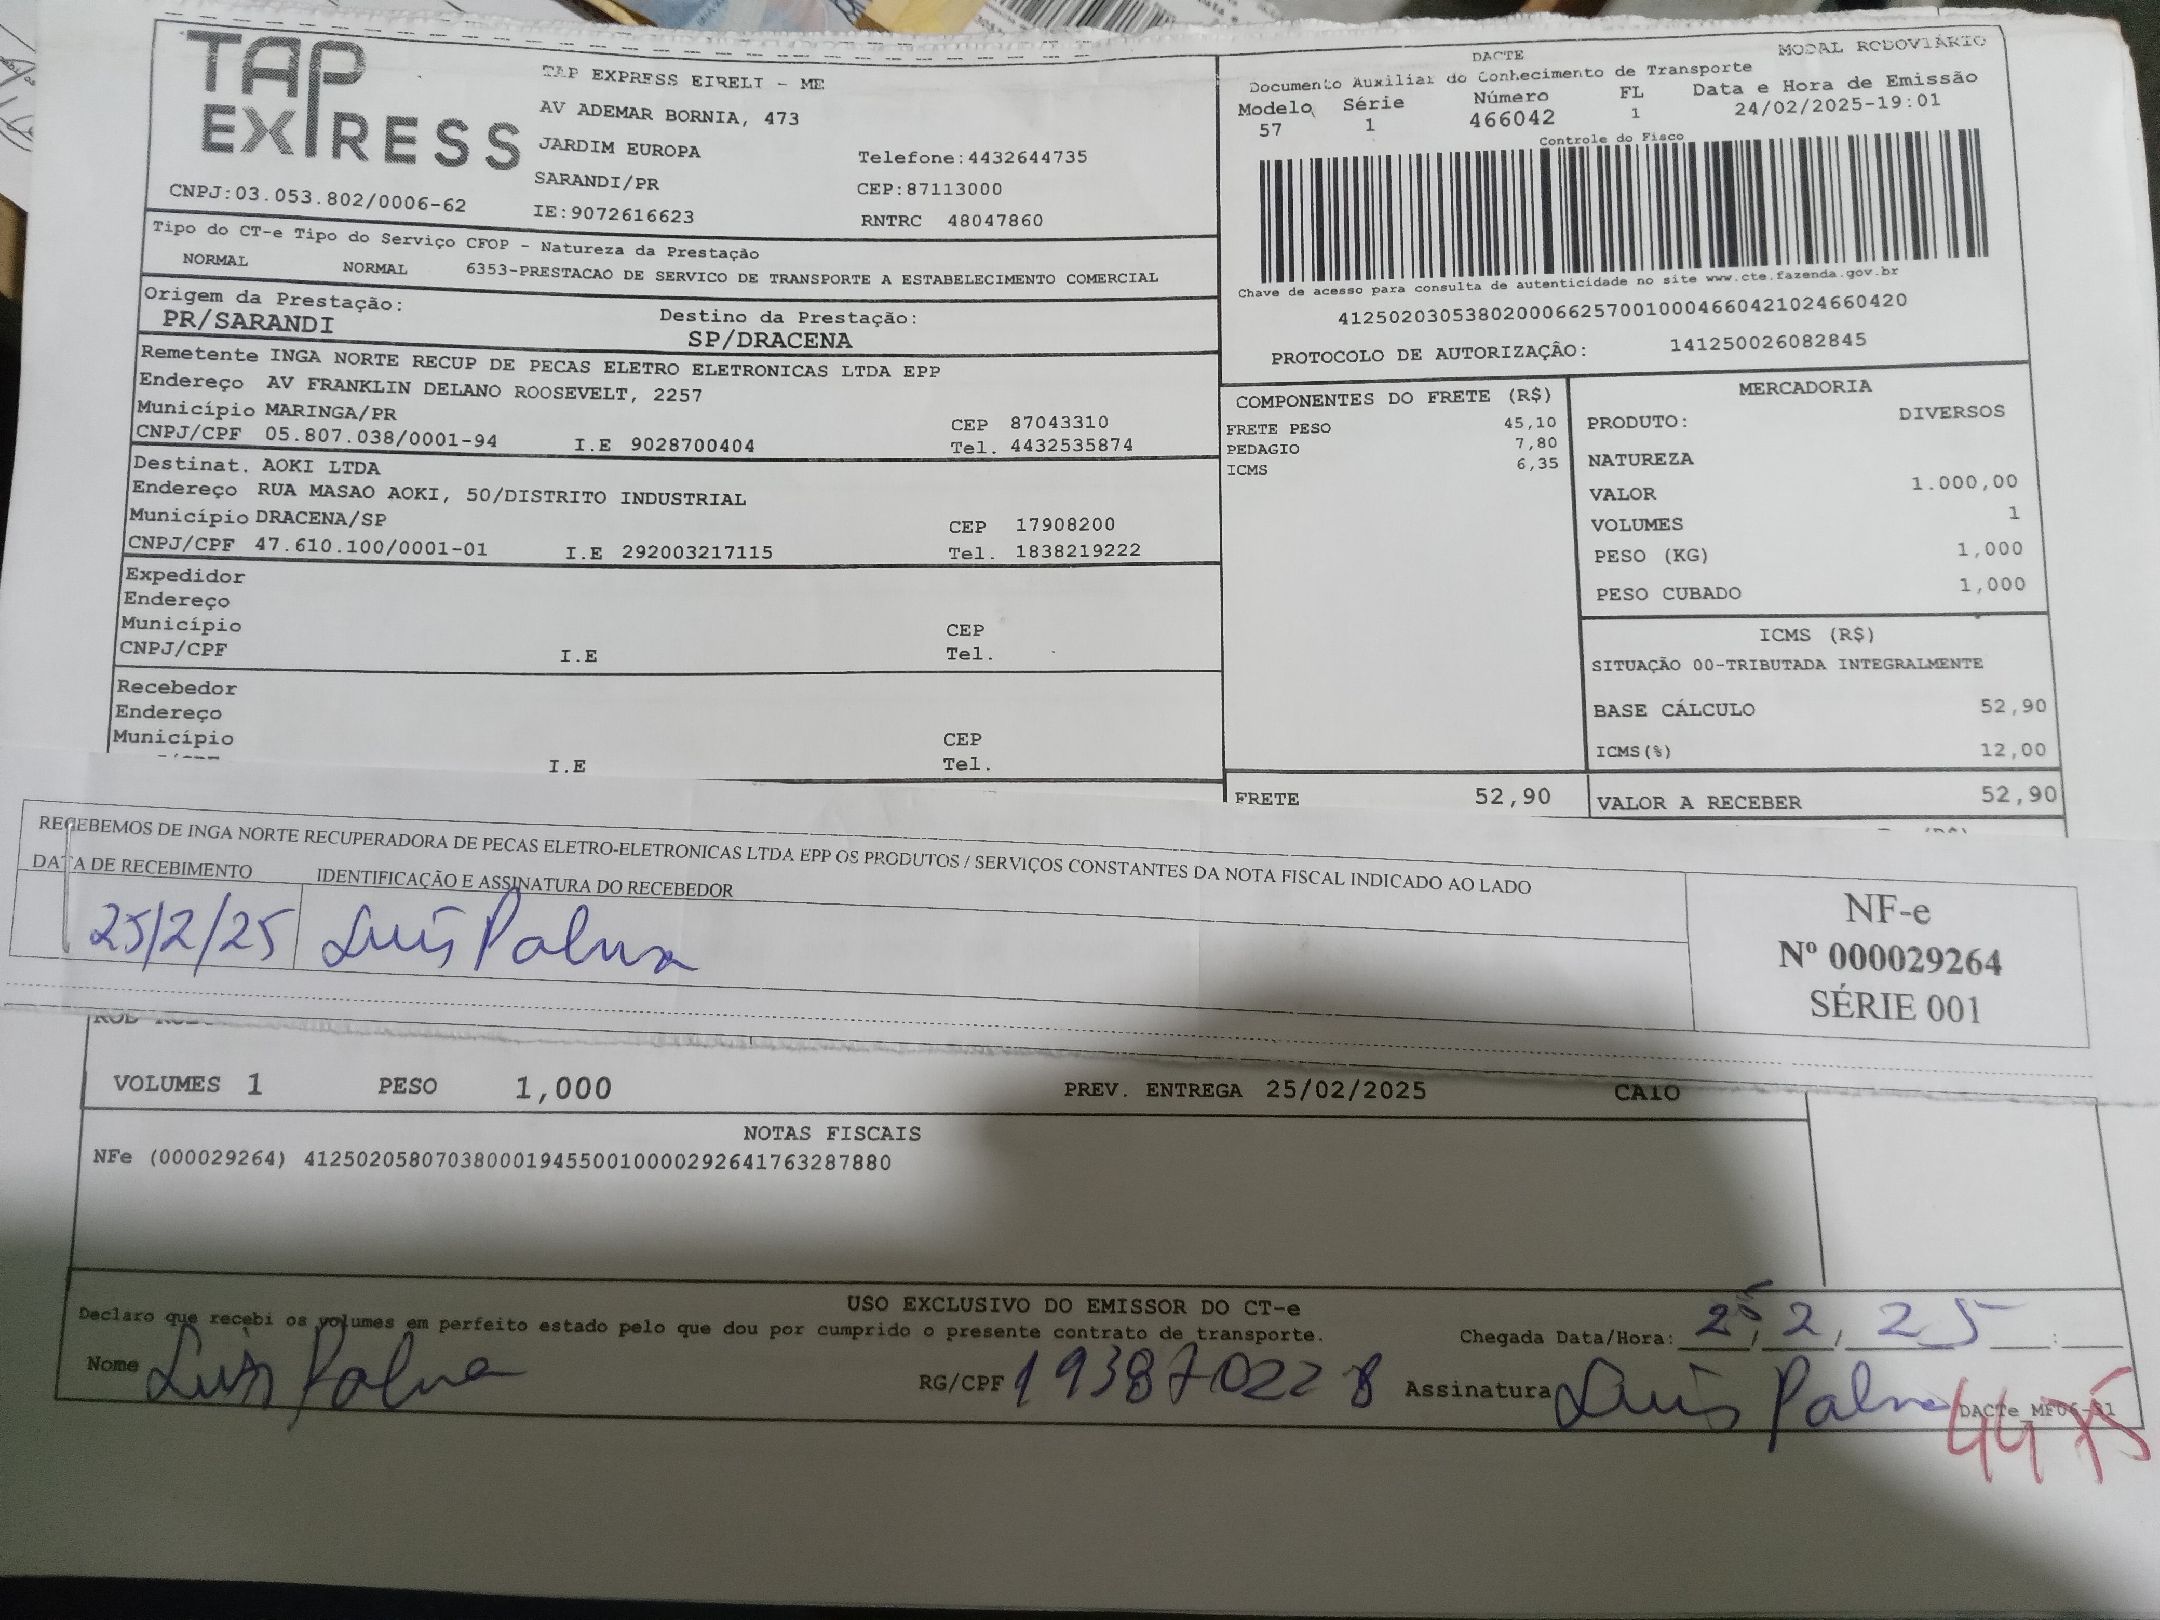 TAP EXPRESS
TAP EXPRESS EIRELI - ME
AV ADEMAR BORNIA, 473
JARDIM EUROPA Telefone:4432644735
SARANDI/PR CEP:87113000
CNPJ:03.053.802/0006-62 IE:9072616623 RNTRC 48047860
DACTE MODAL RODOVIÁRIO
Documento Auxiliar do Conhecimento de Transporte
Modelo Série Número FL Data e Hora de Emissão
57 1 466042 1 24/02/2025-19:01
Controle do Fisco
Chave de acesso para consulta de autenticidade no site www.cte.fazenda.gov.br
41250203053802000662570010004660421024660420
PROTOCOLO DE AUTORIZAÇÃO: 141250026082845
Tipo do CT-e Tipo do Serviço CFOP - Natureza da Prestação
NORMAL NORMAL 6353-PRESTACAO DE SERVICO DE TRANSPORTE A ESTABELECIMENTO COMERCIAL
Origem da Prestação: Destino da Prestação:
PR/SARANDI SP/DRACENA
Remetente INGA NORTE RECUP DE PECAS ELETRO ELETRONICAS LTDA EPP
Endereço AV FRANKLIN DELANO ROOSEVELT, 2257
Município MARINGA/PR CEP 87043310
CNPJ/CPF 05.807.038/0001-94 I.E 9028700404 Tel. 4432535874
Destinat. AOKI LTDA
Endereço RUA MASAO AOKI, 50/DISTRITO INDUSTRIAL
Município DRACENA/SP CEP 17908200
CNPJ/CPF 47.610.100/0001-01 I.E 292003217115 Tel. 1838219222
Expedidor
Endereço
Município CEP
CNPJ/CPF I.E Tel.
Recebedor
Endereço
Município CEP
I.E Tel.
COMPONENTES DO FRETE (R$)
FRETE PESO 45,10
PEDAGIO 7,80
ICMS 6,35
MERCADORIA
PRODUTO: DIVERSOS
NATUREZA
VALOR 1.000,00
VOLUMES 1
PESO (KG) 1,000
PESO CUBADO 1,000
ICMS (R$)
SITUAÇÃO 00-TRIBUTADA INTEGRALMENTE
BASE CÁLCULO 52,90
ICMS(%) 12,00
FRETE 52,90 VALOR A RECEBER 52,90
RECEBEMOS DE INGA NORTE RECUPERADORA DE PECAS ELETRO-ELETRONICAS LTDA EPP OS PRODUTOS / SERVIÇOS CONSTANTES DA NOTA FISCAL INDICADO AO LADO
DATA DE RECEBIMENTO IDENTIFICAÇÃO E ASSINATURA DO RECEBEDOR
25/2/25 Luis Palma
NF-e
Nº 000029264
SÉRIE 001
VOLUMES 1 PESO 1,000 PREV. ENTREGA 25/02/2025 CAIO
NOTAS FISCAIS
NFe (000029264) 41250205807038000194550010000292641763287880
USO EXCLUSIVO DO EMISSOR DO CT-e
Declaro que recebi os volumes em perfeito estado pelo que dou por cumprido o presente contrato de transporte.
Chegada Data/Hora: 25/2/25 :
Nome Luis Palma RG/CPF 193870228 Assinatura Luis Palma
4475